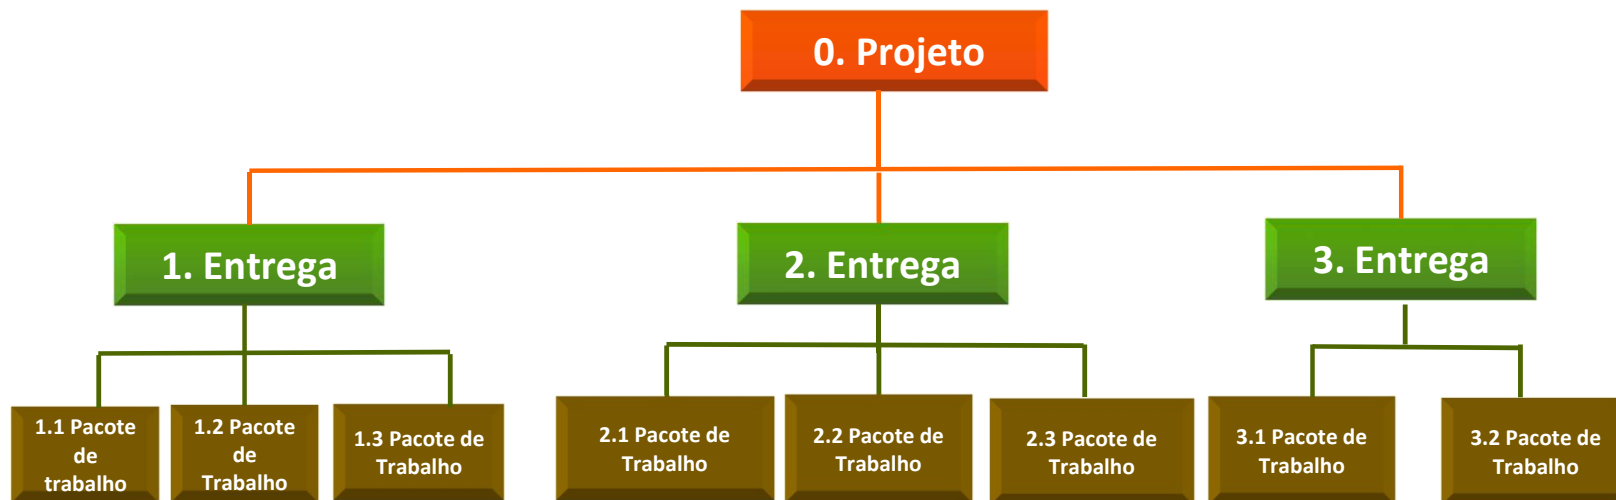 0. Projeto
1. Entrega
2. Entrega
3. Entrega
1.1 Pacote
de
trabalho
1.2 Pacote
de
Trabalho
1.3 Pacote de
Trabalho
2.1 Pacote de
Trabalho
2.2 Pacote de
Trabalho
2.3 Pacote de
Trabalho
3.1 Pacote de
Trabalho
3.2 Pacote de
Trabalho